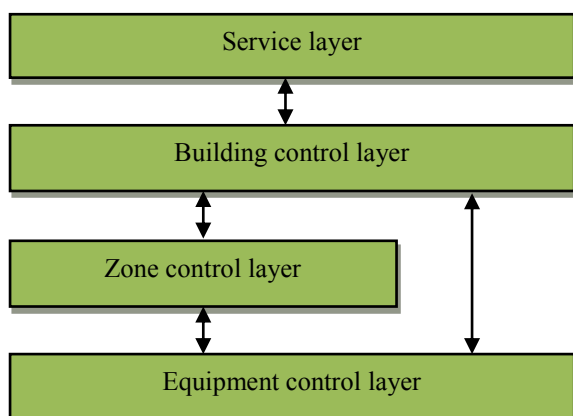 Service layer
Building control layer
Zone control layer
Equipment control layer